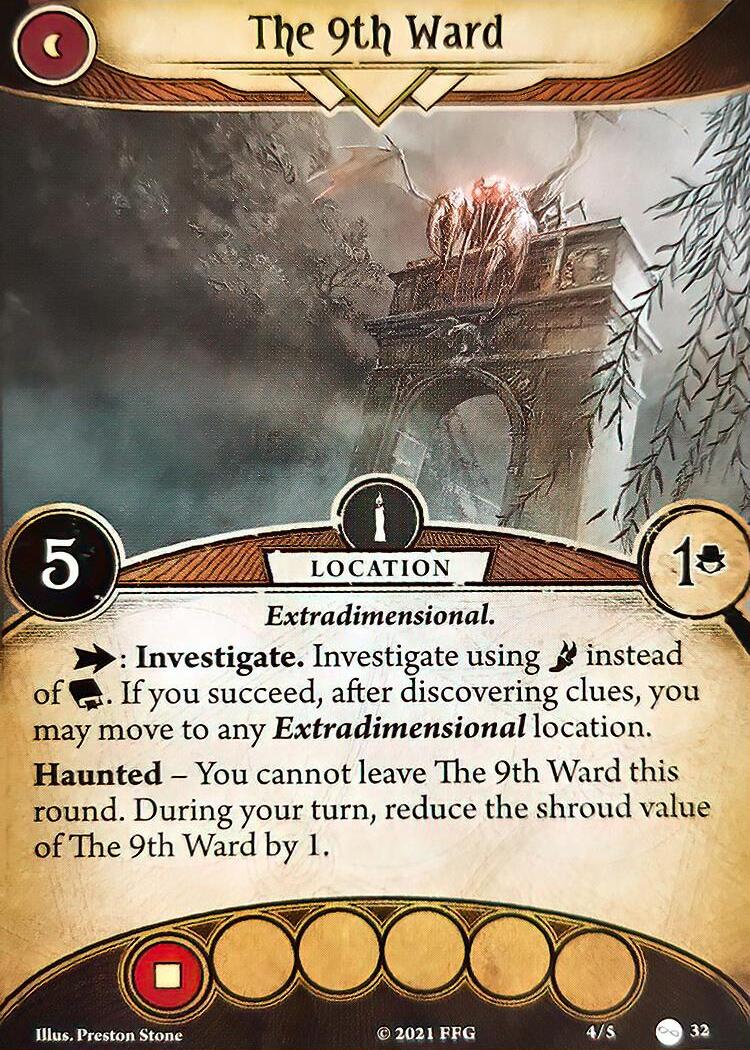 The 9th Ward
5
LOCATION
1
Extradimensional.
: Investigate. Investigate using instead
of . If you succeed, after discovering clues, you
may move to any Extradimensional location.
Haunted – You cannot leave The 9th Ward this
round. During your turn, reduce the shroud value
of The 9th Ward by 1.
Illus. Preston Stone
© 2021 FFG
4/5
32